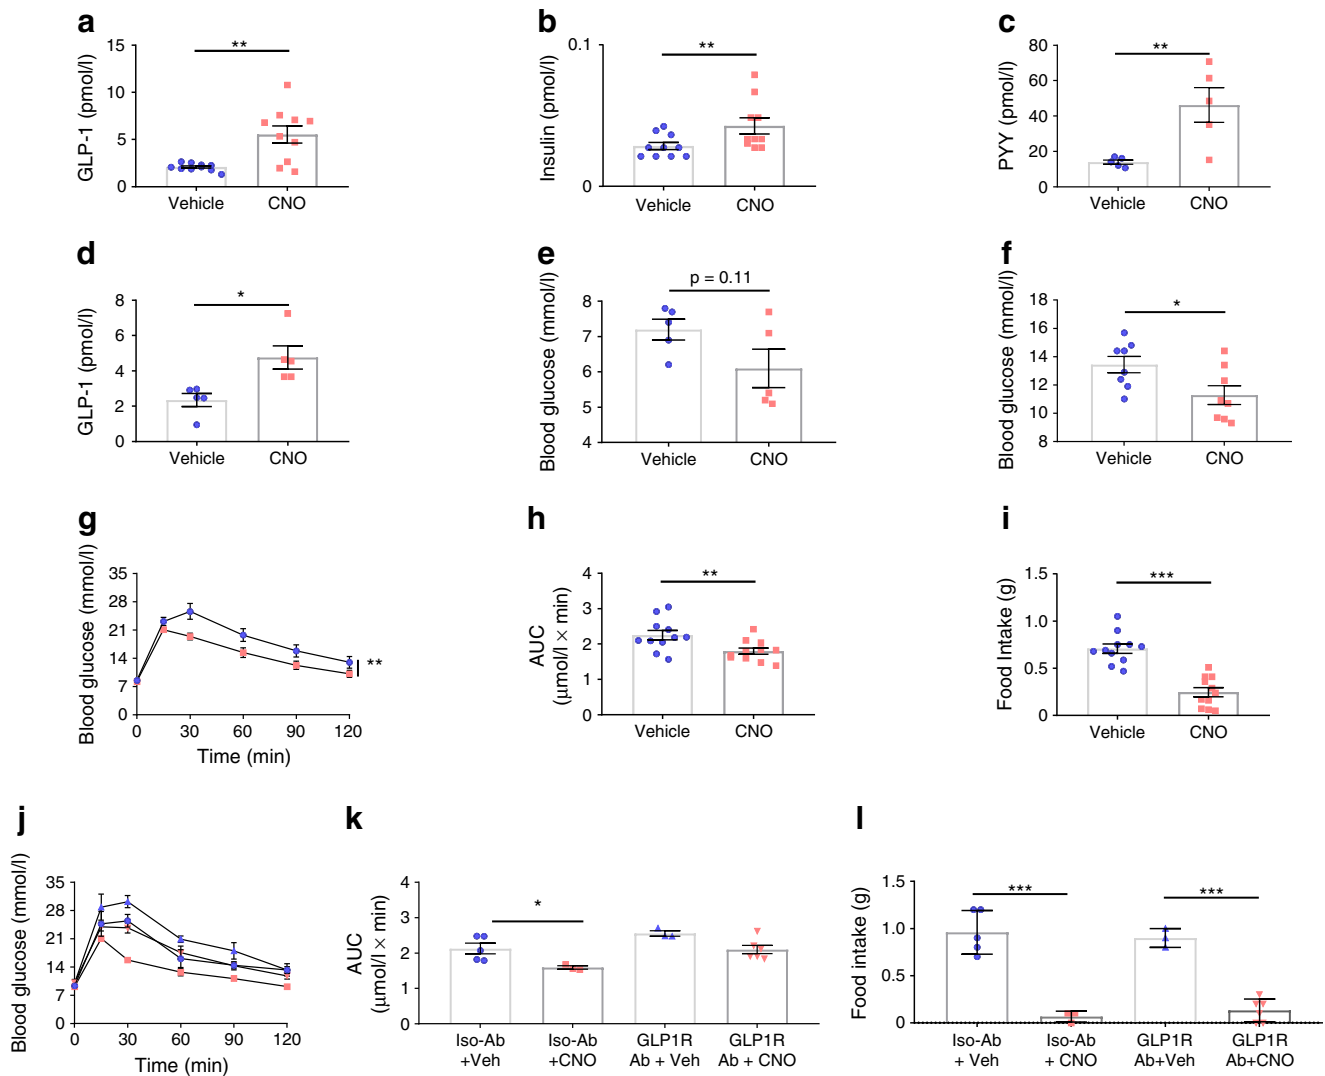 a
GLP-1 (pmol/l)
15
10
5
0
**
Vehicle
CNO
b
Insulin (pmol/l)
0.1
0
**
Vehicle
CNO
c
PYY (pmol/l)
80
60
40
20
0
**
Vehicle
CNO
d
GLP-1 (pmol/l)
8
6
4
2
0
*
Vehicle
CNO
e
Blood glucose (mmol/l)
8
7
6
5
4
p = 0.11
Vehicle
CNO
f
Blood glucose (mmol/l)
18
16
14
12
10
8
*
Vehicle
CNO
g
Blood glucose (mmol/l)
35
28
21
14
7
0
**
0
30
60
90
120
Time (min)
h
AUC
(μmol/l × min)
4
3
2
1
0
**
Vehicle
CNO
i
Food Intake (g)
1.5
1.0
0.5
0
***
Vehicle
CNO
j
Blood glucose (mmol/l)
35
28
21
14
7
0
0
30
60
90
120
Time (min)
k
AUC
(μmol/l × min)
4
3
2
1
0
*
Iso-Ab
+Veh
Iso-Ab
+CNO
GLP1R
Ab + Veh
GLP1R
Ab + CNO
l
Food intake (g)
1.5
1.0
0.5
0
***
***
Iso-Ab
+ Veh
Iso-Ab
+ CNO
GLP1R
Ab+Veh
GLP1R
Ab+CNO